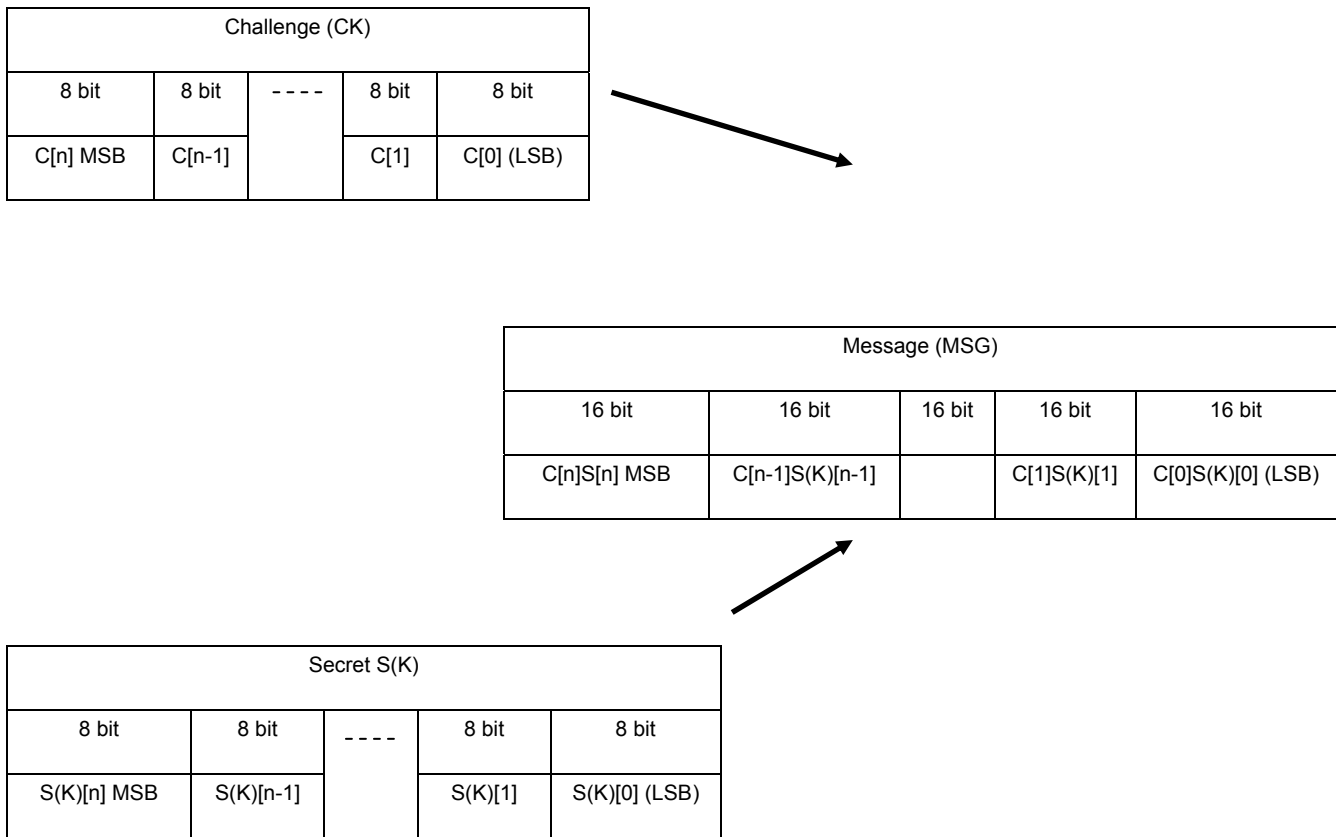 Challenge (CK)
8 bit 8 bit ---- 8 bit 8 bit
C[n] MSB C[n-1] C[1] C[0] (LSB)
Message (MSG)
16 bit 16 bit 16 bit 16 bit 16 bit
C[n]S[n] MSB C[n-1]S(K)[n-1] C[1]S(K)[1] C[0]S(K)[0] (LSB)
Secret S(K)
8 bit 8 bit ---- 8 bit 8 bit
S(K)[n] MSB S(K)[n-1] S(K)[1] S(K)[0] (LSB)